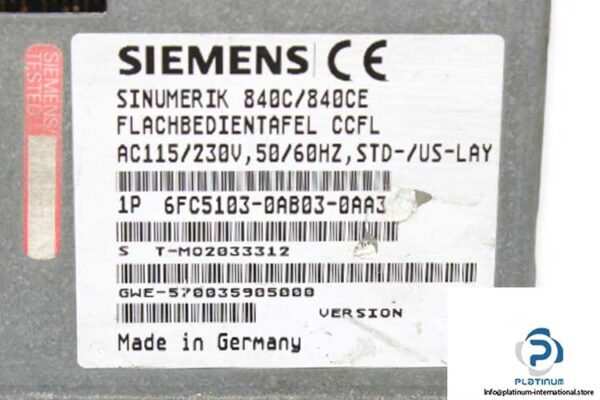 SIEMENS CE
SIEMENS
TESTED
SINUMERIK 840C/840CE
FLACHBEDIENTAFEL CCFL
AC115/230V,50/60HZ,STD-/US-LAY
1P 6FC5103-0AB03-0AA3
S T-M02033312
GWE-570035905000
VERSION
Made in Germany
PLATINUM
Info@platinum-international.store